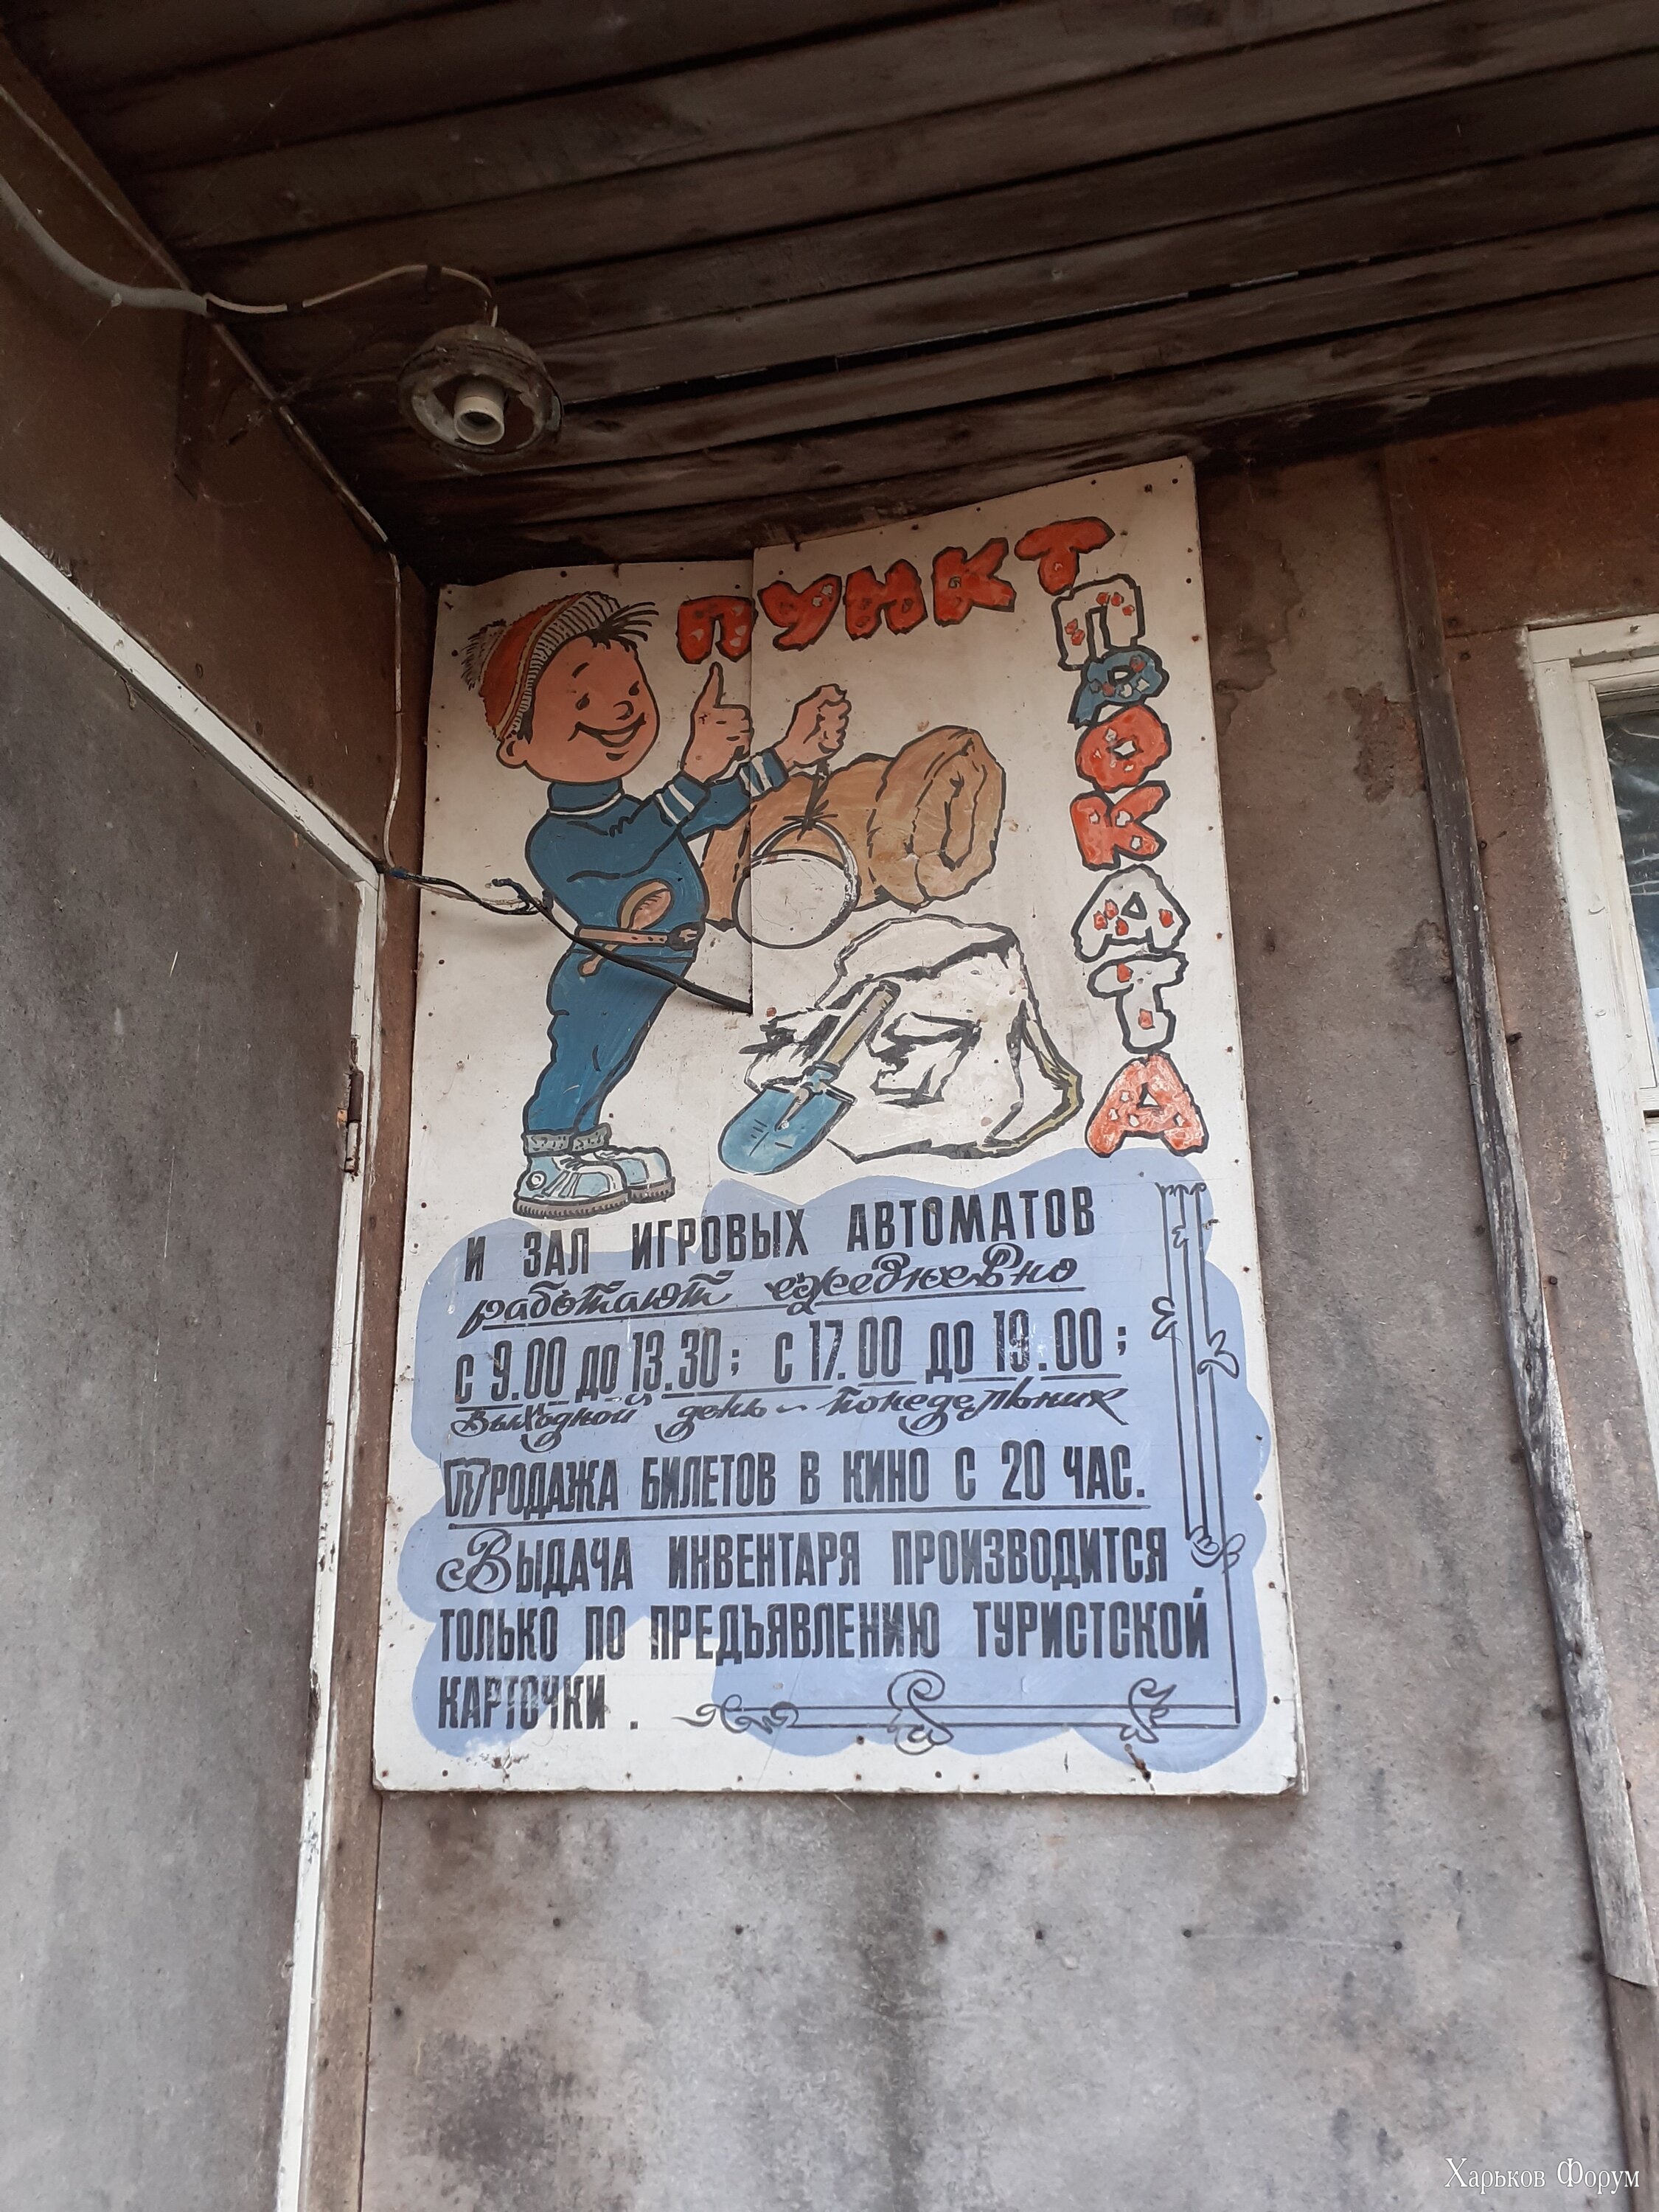 ПУНКТ
ПРОКАТА
И ЗАЛ ИГРОВЫХ АВТОМАТОВ
работают ежедневно
С 9.00 ДО 13.30; С 17.00 ДО 19.00;
Выходной день - понедельник
ПРОДАЖА БИЛЕТОВ В КИНО С 20 ЧАС.
ВЫДАЧА ИНВЕНТАРЯ ПРОИЗВОДИТСЯ
ТОЛЬКО ПО ПРЕДЪЯВЛЕНИЮ ТУРИСТСКОЙ
КАРТОЧКИ.
Харьков Форум